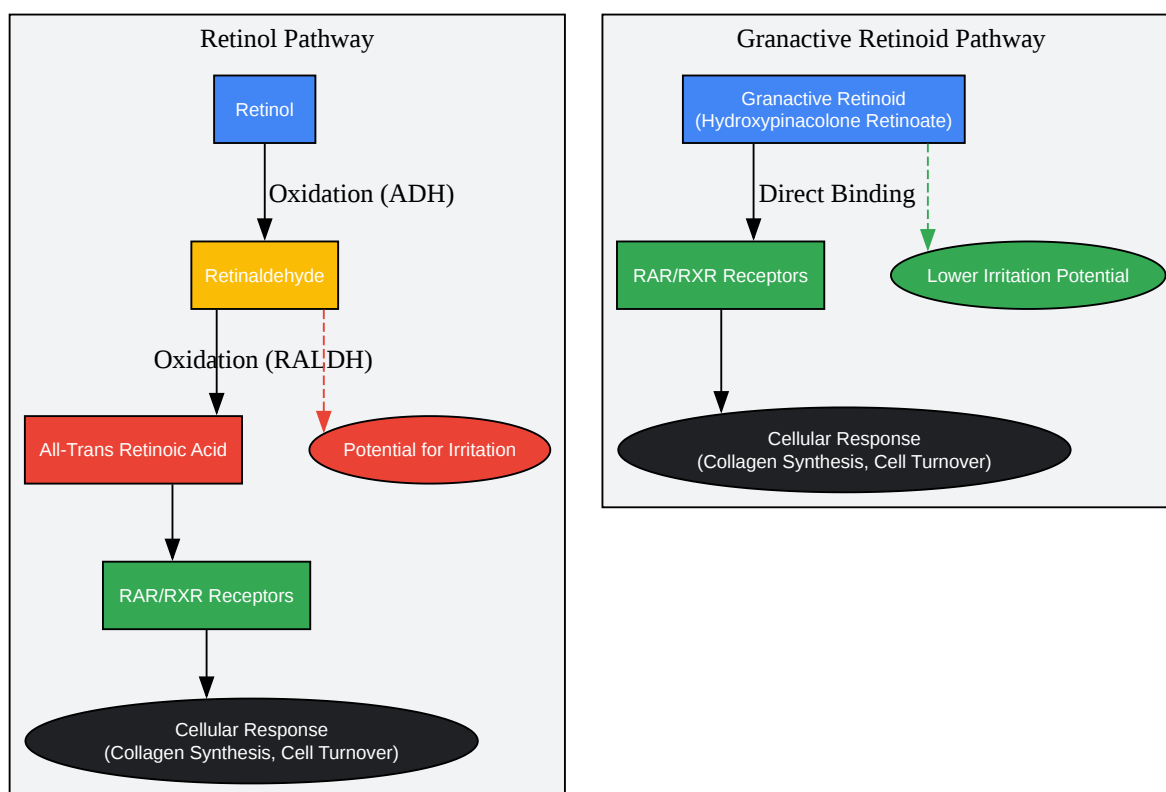 Retinol Pathway
Retinol
Oxidation (ADH)
Retinaldehyde
Oxidation (RALDH)
All-Trans Retinoic Acid
Potential for Irritation
RAR/RXR Receptors
Cellular Response
(Collagen Synthesis, Cell Turnover)
Granactive Retinoid Pathway
Granactive Retinoid
(Hydroxypinacolone Retinoate)
Direct Binding
RAR/RXR Receptors
Lower Irritation Potential
Cellular Response
(Collagen Synthesis, Cell Turnover)